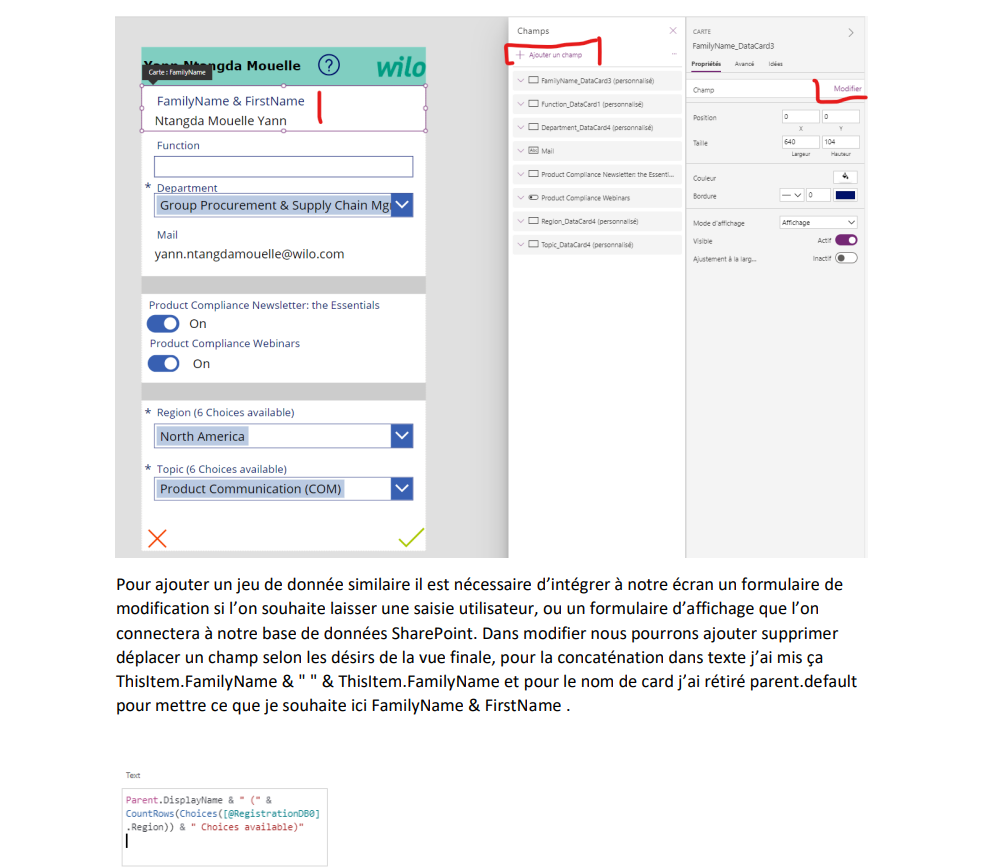 Yann Ntangda Mouelle ? wilo
Carte : FamilyName
FamilyName & FirstName
Ntangda Mouelle Yann
Function
* Department
Group Procurement & Supply Chain Mg
Mail
yann.ntangdamouelle@wilo.com
Product Compliance Newsletter: the Essentials
On
Product Compliance Webinars
On
* Region (6 Choices available)
North America
* Topic (6 Choices available)
Product Communication (COM)
Champs
+ Ajouter un champ ...
FamilyName_DataCard3 (personnalisé)
Function_DataCard1 (personnalisé)
Department_DataCard4 (personnalisé)
Abc Mail
Product Compliance Newsletter: the Essenti...
Product Compliance Webinars
Region_DataCard4 (personnalisé)
Topic_DataCard4 (personnalisé)
CARTE
FamilyName_DataCard3
Propriétés Avancé Idées
Champ Modifier
Position 0 0
X Y
Taille 640 104
Largeur Hauteur
Couleur
Bordure 0
Mode d'affichage Affichage
Visible Actif
Ajustement à la larg... Inactif
Pour ajouter un jeu de donnée similaire il est nécessaire d’intégrer à notre écran un formulaire de
modification si l’on souhaite laisser une saisie utilisateur, ou un formulaire d’affichage que l’on
connectera à notre base de données SharePoint. Dans modifier nous pourrons ajouter supprimer
déplacer un champ selon les désirs de la vue finale, pour la concaténation dans texte j’ai mis ça
ThisItem.FamilyName & " " & ThisItem.FamilyName et pour le nom de card j’ai rétiré parent.default
pour mettre ce que je souhaite ici FamilyName & FirstName .
Text
Parent.DisplayName & " (" &
CountRows(Choices([@RegistrationDB0]
.Region)) & " Choices available)"